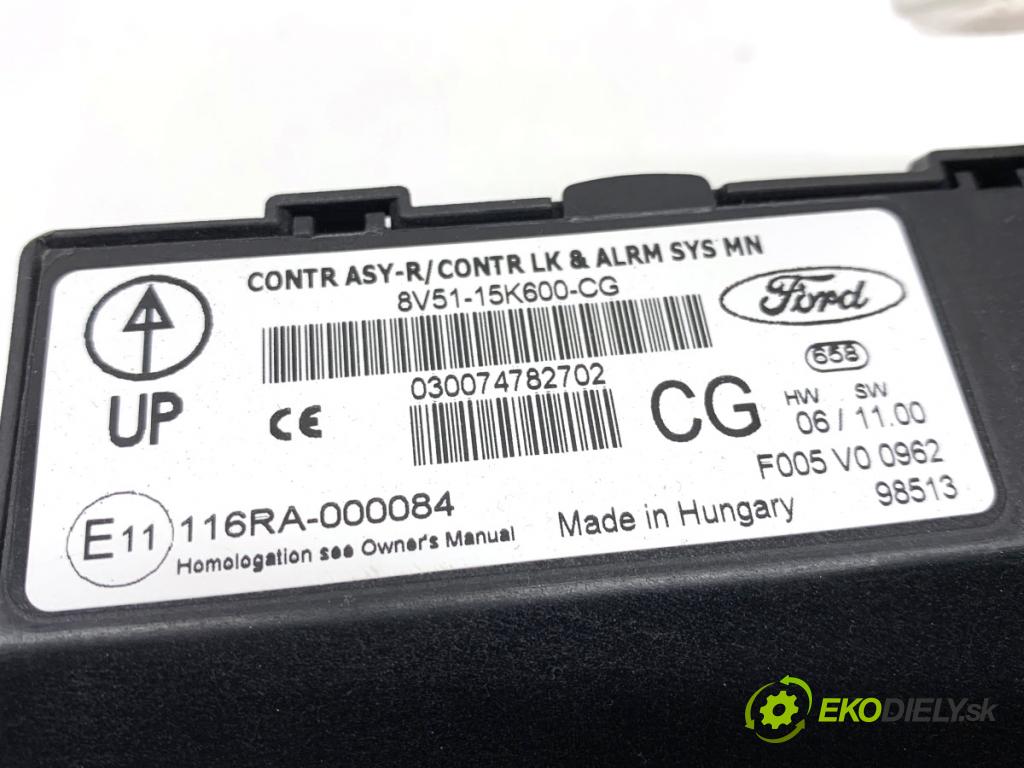 CONTR ASY-R/CONTR LK & ALRM SYS MN
8V51-15K600-CG
Ford
UP
CE
030074782702
CG
658
HW SW
06/11.00
F005 V0 0962
98513
E11
116RA-000084
Homologation see Owner's Manual
Made in Hungary
EKODIELY.sk